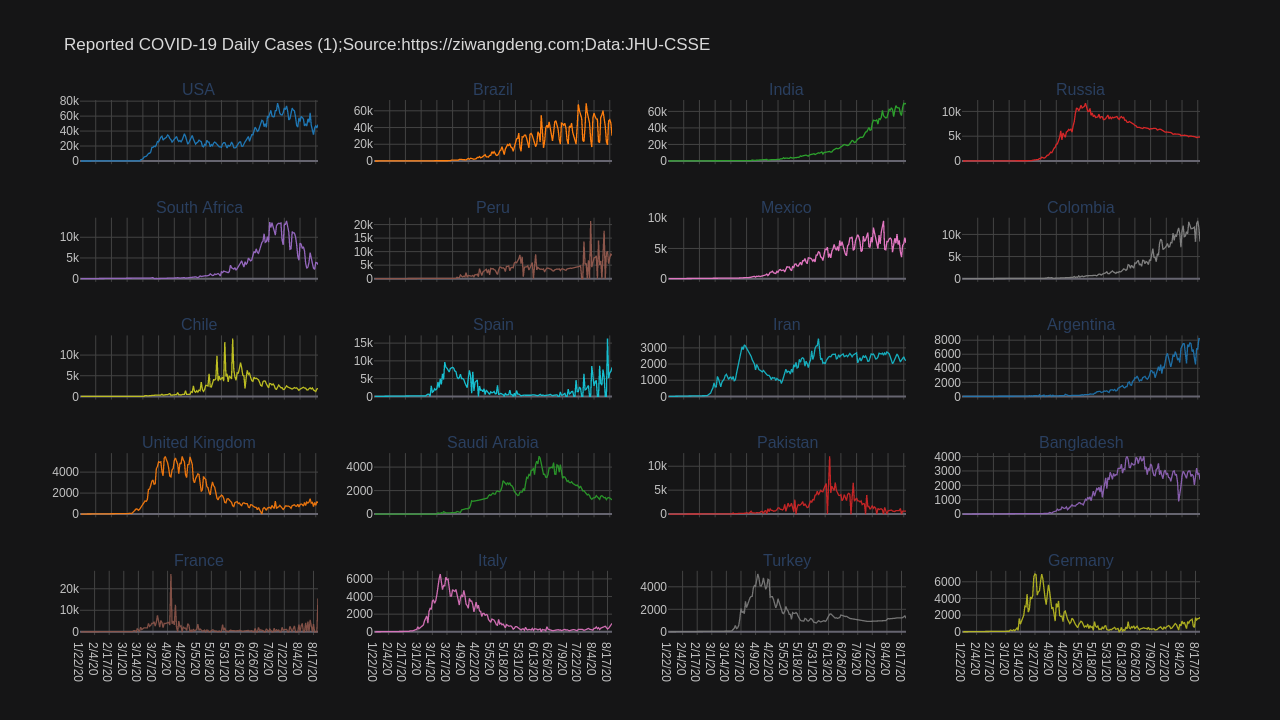 Reported COVID-19 Daily Cases (1);Source:https://ziwangdeng.com;Data:JHU-CSSE
USA
80k
60k
40k
20k
0
Brazil
60k
40k
20k
0
India
60k
40k
20k
0
Russia
10k
5k
0
South Africa
10k
5k
0
Peru
20k
15k
10k
5k
0
Mexico
10k
5k
0
Colombia
10k
5k
0
Chile
10k
5k
0
Spain
15k
10k
5k
0
Iran
3000
2000
1000
0
Argentina
8000
6000
4000
2000
0
United Kingdom
4000
2000
0
Saudi Arabia
4000
2000
0
Pakistan
10k
5k
0
Bangladesh
4000
3000
2000
1000
0
France
20k
10k
0
1/22/20
2/4/20
3/1/20
3/14/20
3/27/20
4/9/20
4/22/20
5/5/20
5/18/20
5/31/20
6/13/20
6/26/20
7/9/20
7/22/20
8/4/20
8/17/20
Italy
6000
4000
2000
0
1/22/20
2/4/20
2/17/20
3/1/20
3/14/20
3/27/20
4/9/20
4/22/20
5/5/20
5/18/20
5/31/20
6/13/20
6/26/20
7/9/20
7/22/20
8/4/20
8/17/20
Turkey
4000
2000
0
1/22/20
2/4/20
2/17/20
3/1/20
3/14/20
3/27/20
4/9/20
4/22/20
5/5/20
5/18/20
5/31/20
6/13/20
6/26/20
7/9/20
7/22/20
8/4/20
8/17/20
Germany
6000
4000
2000
0
1/22/20
2/4/20
2/17/20
3/1/20
3/14/20
3/27/20
4/9/20
4/22/20
5/5/20
5/18/20
5/31/20
6/13/20
6/26/20
7/9/20
7/22/20
8/4/20
8/17/20